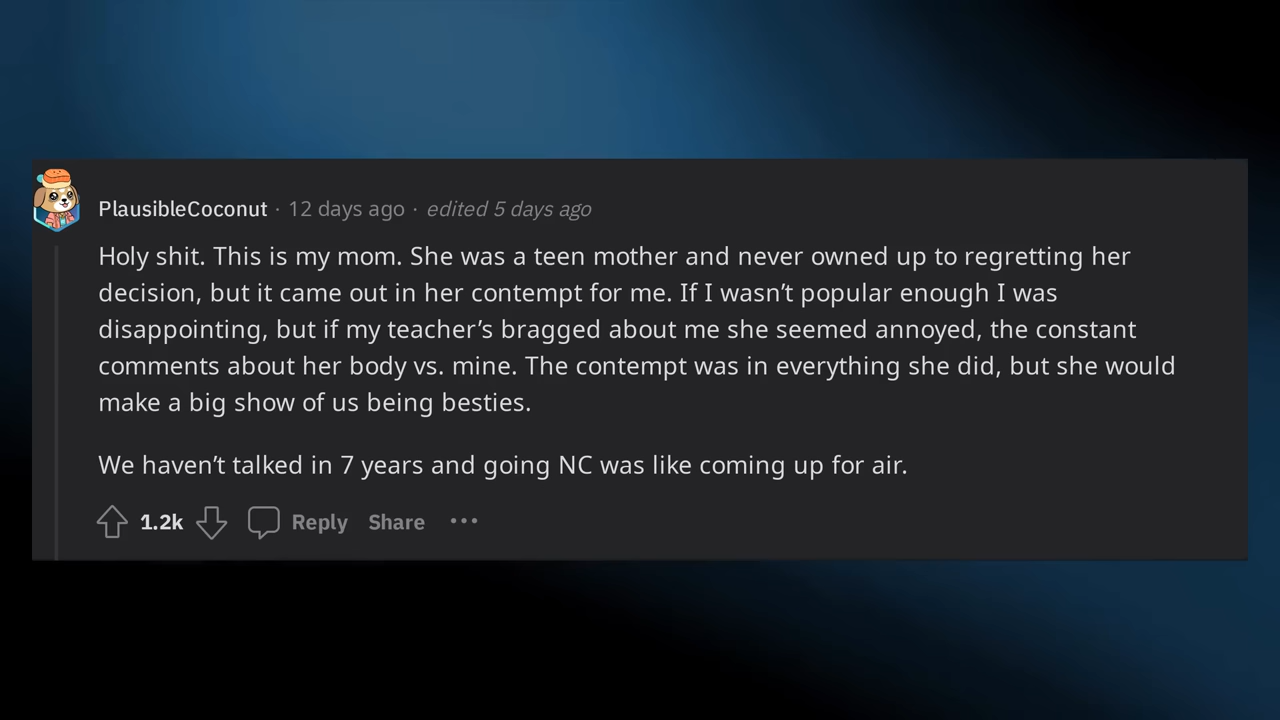 PlausibleCoconut · 12 days ago · edited 5 days ago
Holy shit. This is my mom. She was a teen mother and never owned up to regretting her
decision, but it came out in her contempt for me. If I wasn’t popular enough I was
disappointing, but if my teacher’s bragged about me she seemed annoyed, the constant
comments about her body vs. mine. The contempt was in everything she did, but she would
make a big show of us being besties.
We haven’t talked in 7 years and going NC was like coming up for air.
1.2k Reply Share ···